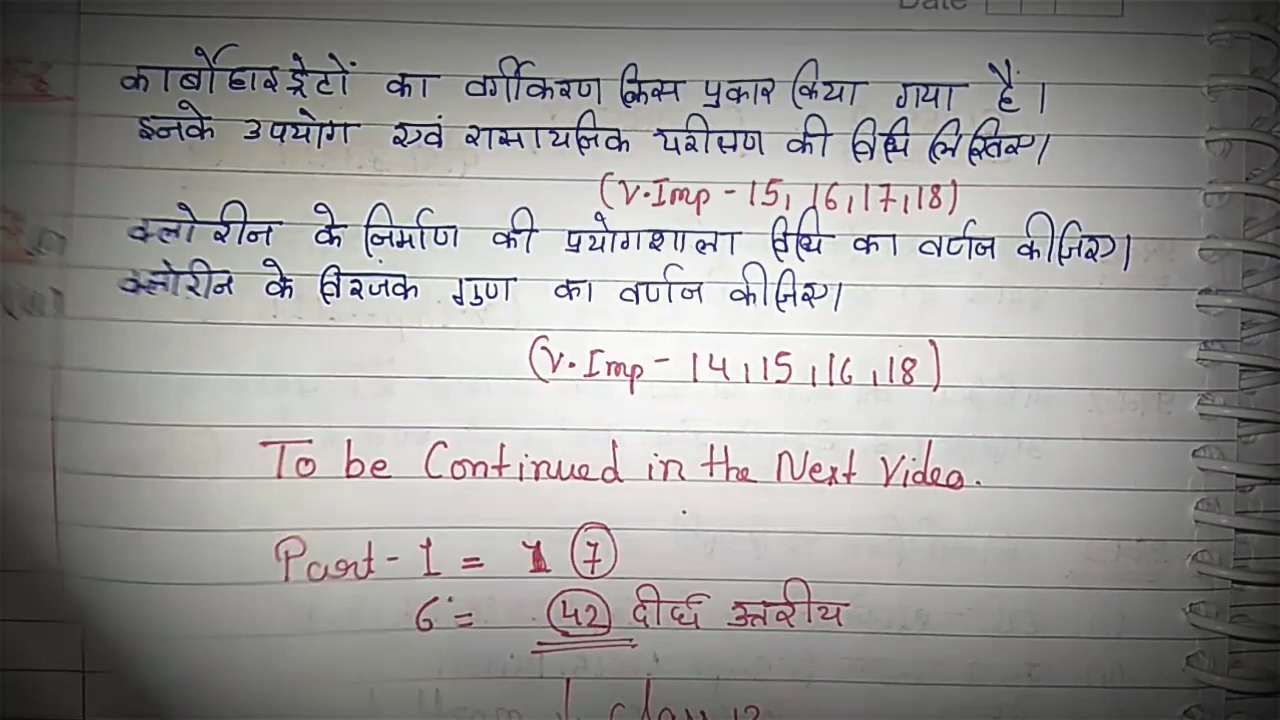 Date
कार्बोहाइड्रेटों का वर्गीकरण किस प्रकार किया गया है।
इनके उपयोग एवं रासायनिक परीक्षण की विधि लिखिए।
(V.Imp - 15, 16, 17, 18)
क्लोरीन के निर्माण की प्रयोगशाला विधि का वर्णन कीजिए।
क्लोरीन के विरंजक गुण का वर्णन कीजिए।
(V.Imp - 14, 15, 16, 18)
To be Continued in the Next Video.
Part-1 = 7
6 = 42 दीर्घ उत्तरीय